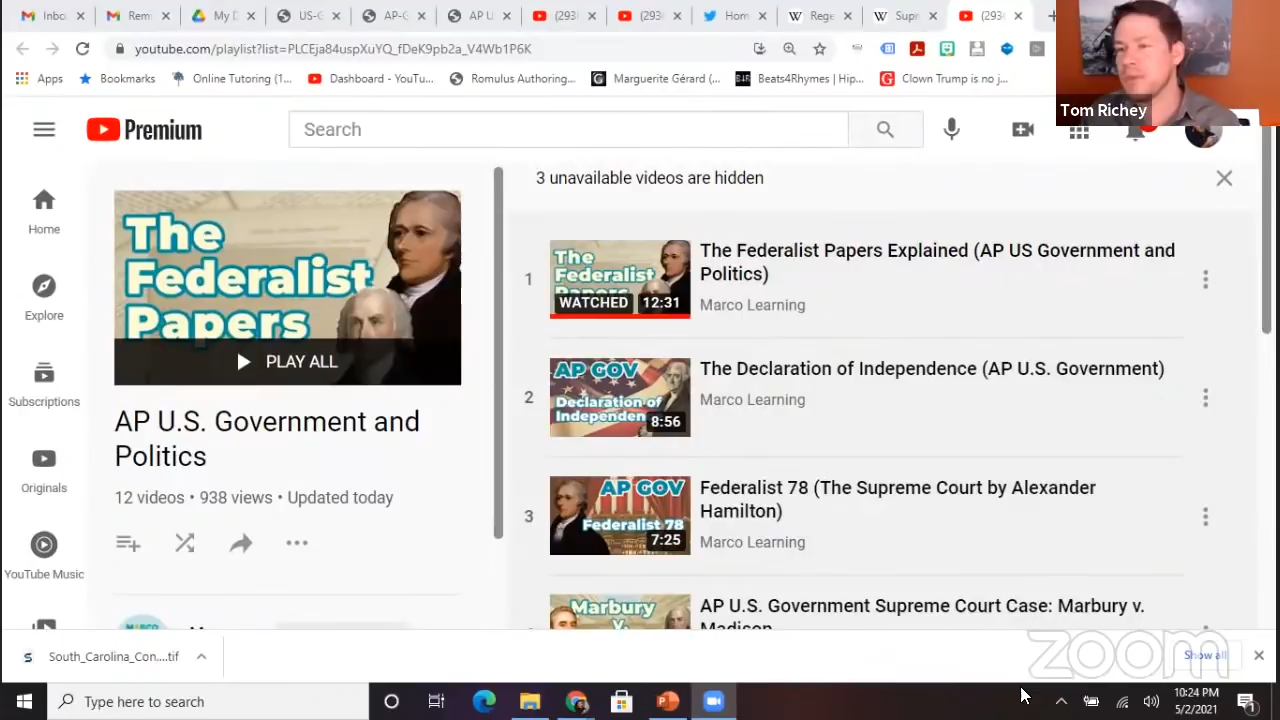 Inbo
Rem
My D
US-G
AP-G
AP U
(293
(293
Hom
Rege
Supr
(293
youtube.com/playlist?list=PLCEja84uspXuYQ_fDeK9pb2a_V4Wb1P6K
Apps
Bookmarks
Online Tutoring (1...
Dashboard - YouTu...
Romulus Authoring...
Marguerite Gérard (...
Beats4Rhymes | Hip...
Clown Trump is no j...
Tom Richey
Premium
Search
Home
Explore
Subscriptions
Originals
YouTube Music
The
Federalist
Papers
PLAY ALL
AP U.S. Government and
Politics
12 videos • 938 views • Updated today
3 unavailable videos are hidden
1
The
Federalist
WATCHED
12:31
The Federalist Papers Explained (AP US Government and
Politics)
Marco Learning
2
AP GOV
Declaration of
Independen
8:56
The Declaration of Independence (AP U.S. Government)
Marco Learning
3
AP GOV
Federalist 78
7:25
Federalist 78 (The Supreme Court by Alexander
Hamilton)
Marco Learning
Marbury
v.
AP U.S. Government Supreme Court Case: Marbury v.
Madison
South_Carolina_Con....tif
Show all
zoom
Type here to search
10:24 PM
5/2/2021
1